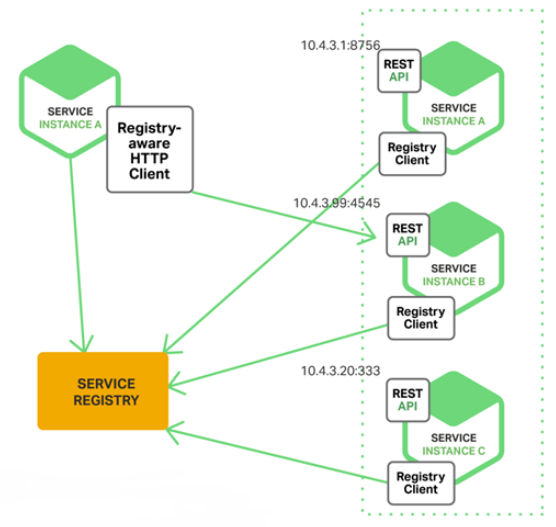 SERVICE
INSTANCE A
Registry-
aware
HTTP
Client
SERVICE
REGISTRY
10.4.3.1:8756
REST
API
SERVICE
INSTANCE A
Registry
Client
10.4.3.99:4545
REST
API
SERVICE
INSTANCE B
Registry
Client
10.4.3.20:333
REST
API
SERVICE
INSTANCE C
Registry
Client